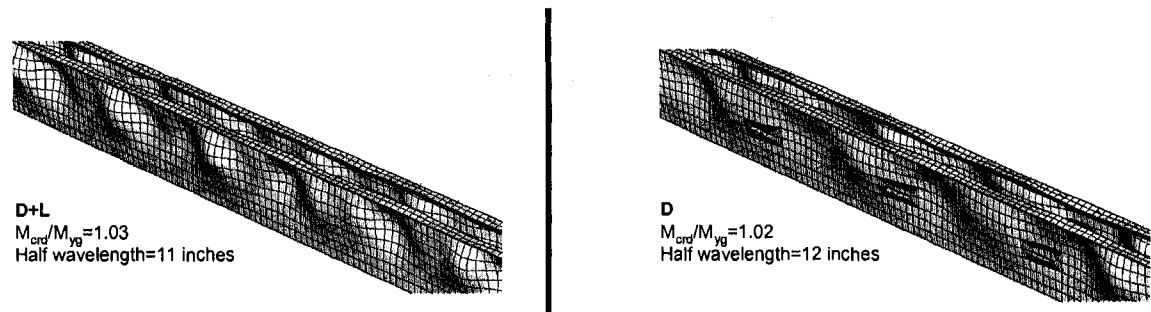 D+L
Mcrd/Myg=1.03
Half wavelength=11 inches
D
Mcrd/Myg=1.02
Half wavelength=12 inches